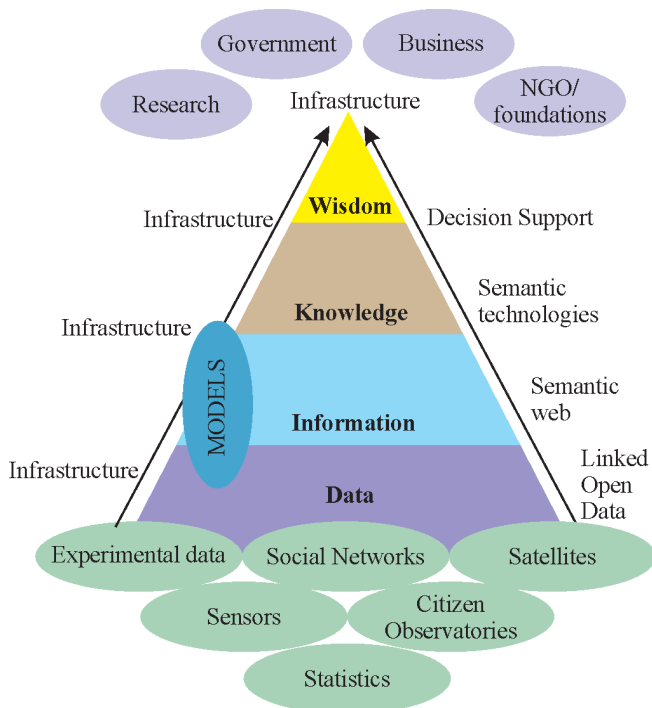 Government
Business
Research
NGO/
foundations
Infrastructure
Infrastructure
Wisdom
Decision Support
Infrastructure
Knowledge
Semantic
technologies
MODELS
Information
Semantic
web
Infrastructure
Data
Linked
Open
Data
Experimental data
Social Networks
Satellites
Sensors
Citizen
Observatories
Statistics